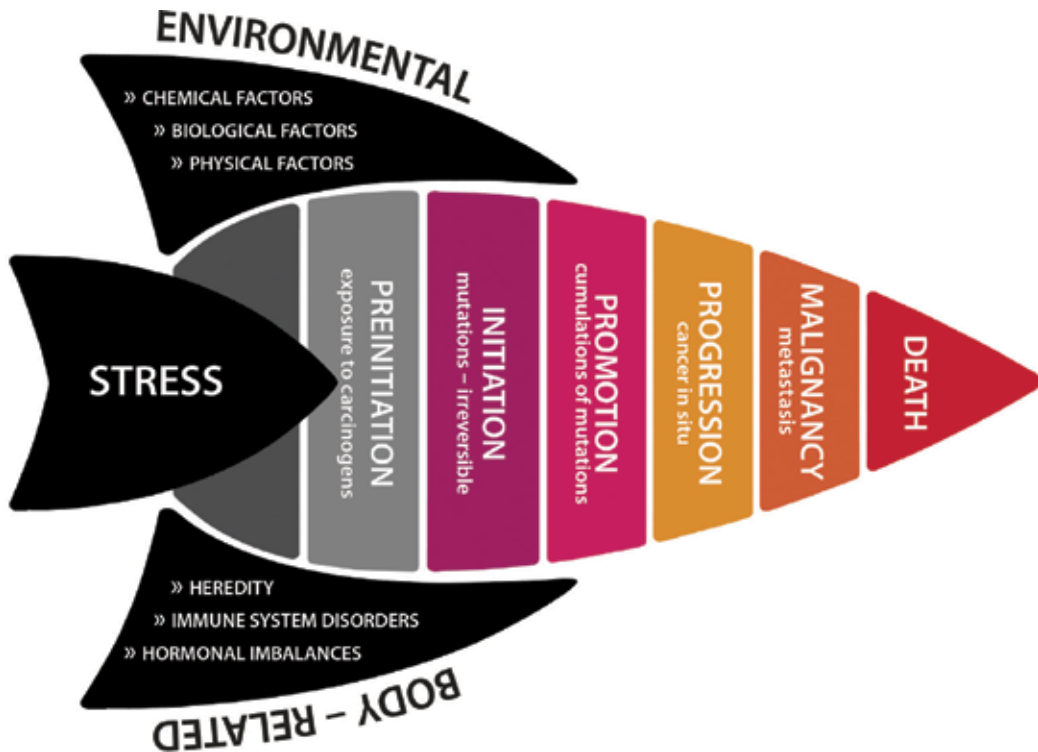 ENVIRONMENTAL
» CHEMICAL FACTORS
» BIOLOGICAL FACTORS
» PHYSICAL FACTORS
STRESS
PREINITIATION
exposure to carcinogens
INITIATION
mutations – irreversible
PROMOTION
cumulations of mutations
PROGRESSION
cancer in situ
MALIGNANCY
metastasis
DEATH
» HEREDITY
» IMMUNE SYSTEM DISORDERS
» HORMONAL IMBALANCES
BODY – RELATED